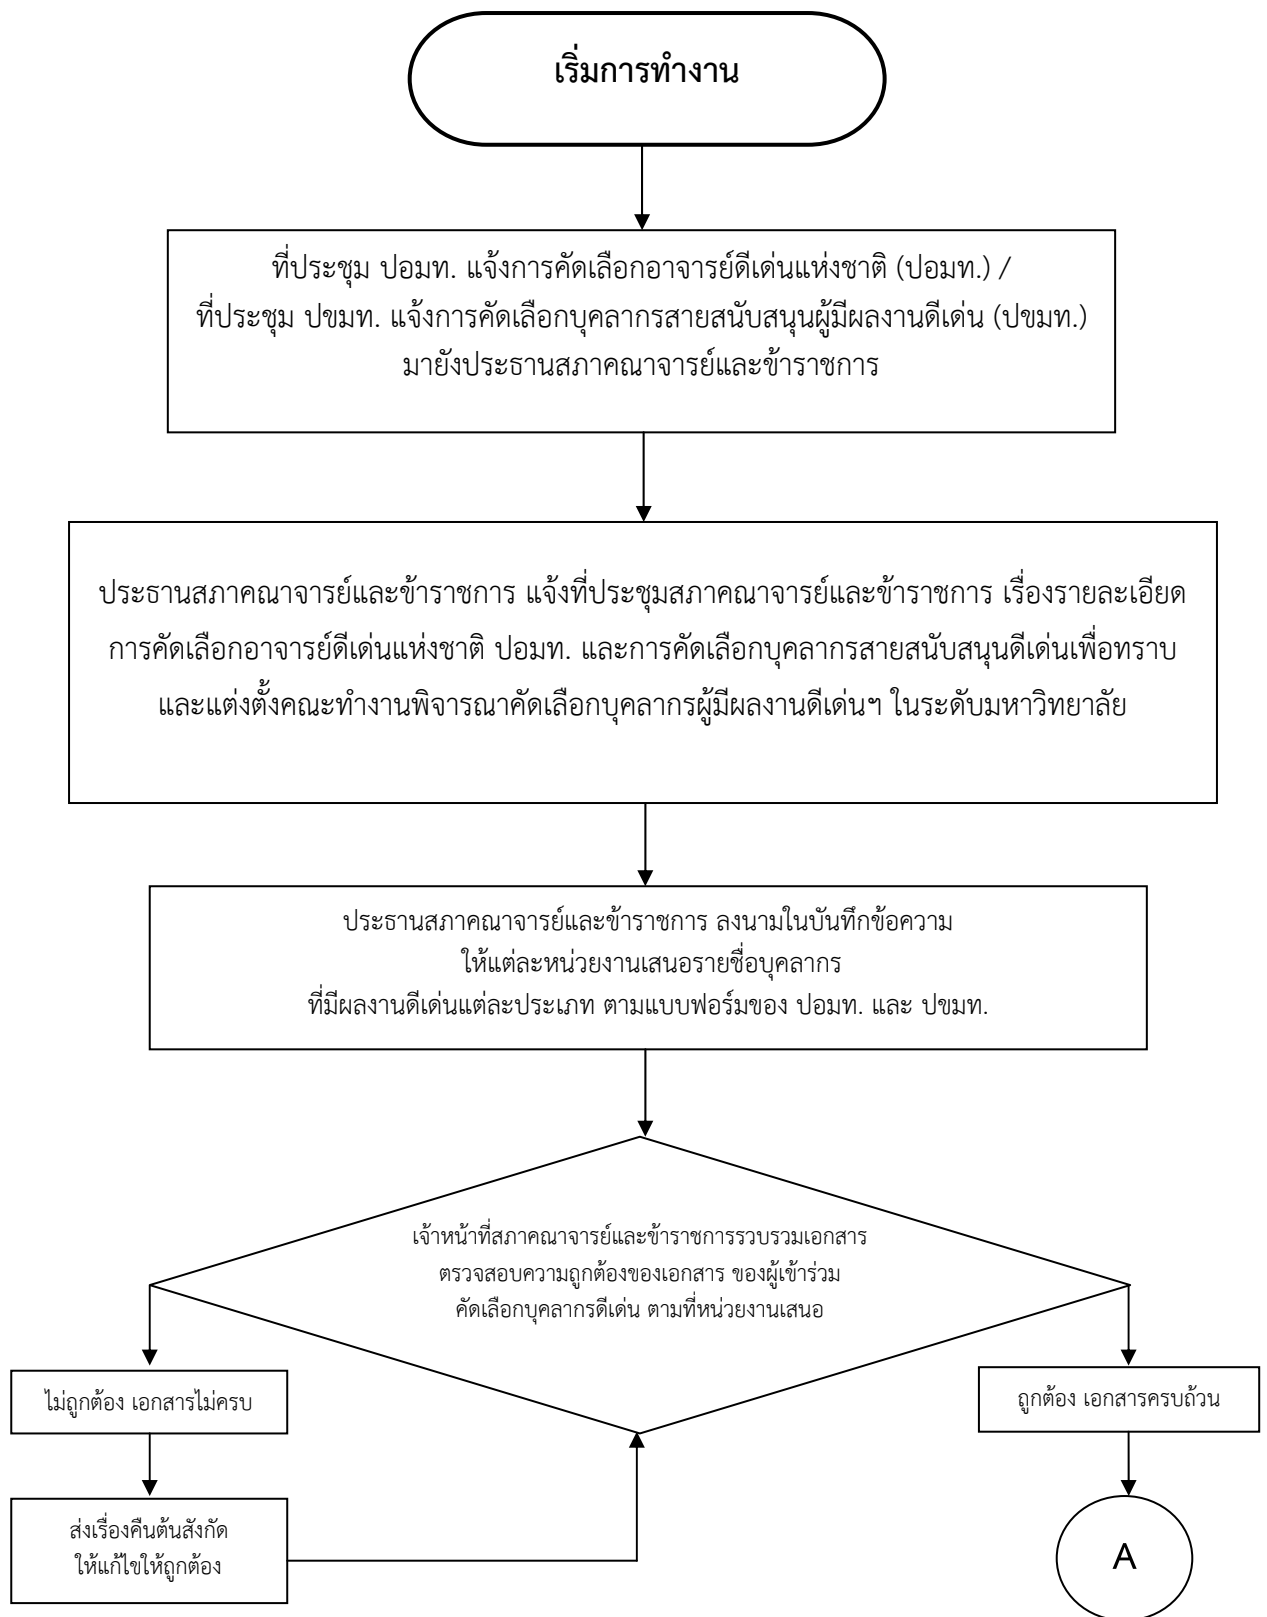 เริ่มการทำงาน
ที่ประชุม ปอมท. แจ้งการคัดเลือกอาจารย์ดีเด่นแห่งชาติ (ปอมท.) /
ที่ประชุม ปขมท. แจ้งการคัดเลือกบุคลากรสายสนับสนุนผู้มีผลงานดีเด่น (ปขมท.)
มายังประธานสภาคณาจารย์และข้าราชการ
ประธานสภาคณาจารย์และข้าราชการ แจ้งที่ประชุมสภาคณาจารย์และข้าราชการ เรื่องรายละเอียด
การคัดเลือกอาจารย์ดีเด่นแห่งชาติ ปอมท. และการคัดเลือกบุคลากรสายสนับสนุนดีเด่นเพื่อทราบ
และแต่งตั้งคณะทำงานพิจารณาคัดเลือกบุคลากรผู้มีผลงานดีเด่นฯ ในระดับมหาวิทยาลัย
ประธานสภาคณาจารย์และข้าราชการ ลงนามในบันทึกข้อความ
ให้แต่ละหน่วยงานเสนอรายชื่อบุคลากร
ที่มีผลงานดีเด่นแต่ละประเภท ตามแบบฟอร์มของ ปอมท. และ ปขมท.
เจ้าหน้าที่สภาคณาจารย์และข้าราชการรวบรวมเอกสาร
ตรวจสอบความถูกต้องของเอกสาร ของผู้เข้าร่วม
คัดเลือกบุคลากรดีเด่น ตามที่หน่วยงานเสนอ
ไม่ถูกต้อง เอกสารไม่ครบ
ถูกต้อง เอกสารครบถ้วน
ส่งเรื่องคืนต้นสังกัด
ให้แก้ไขให้ถูกต้อง
A